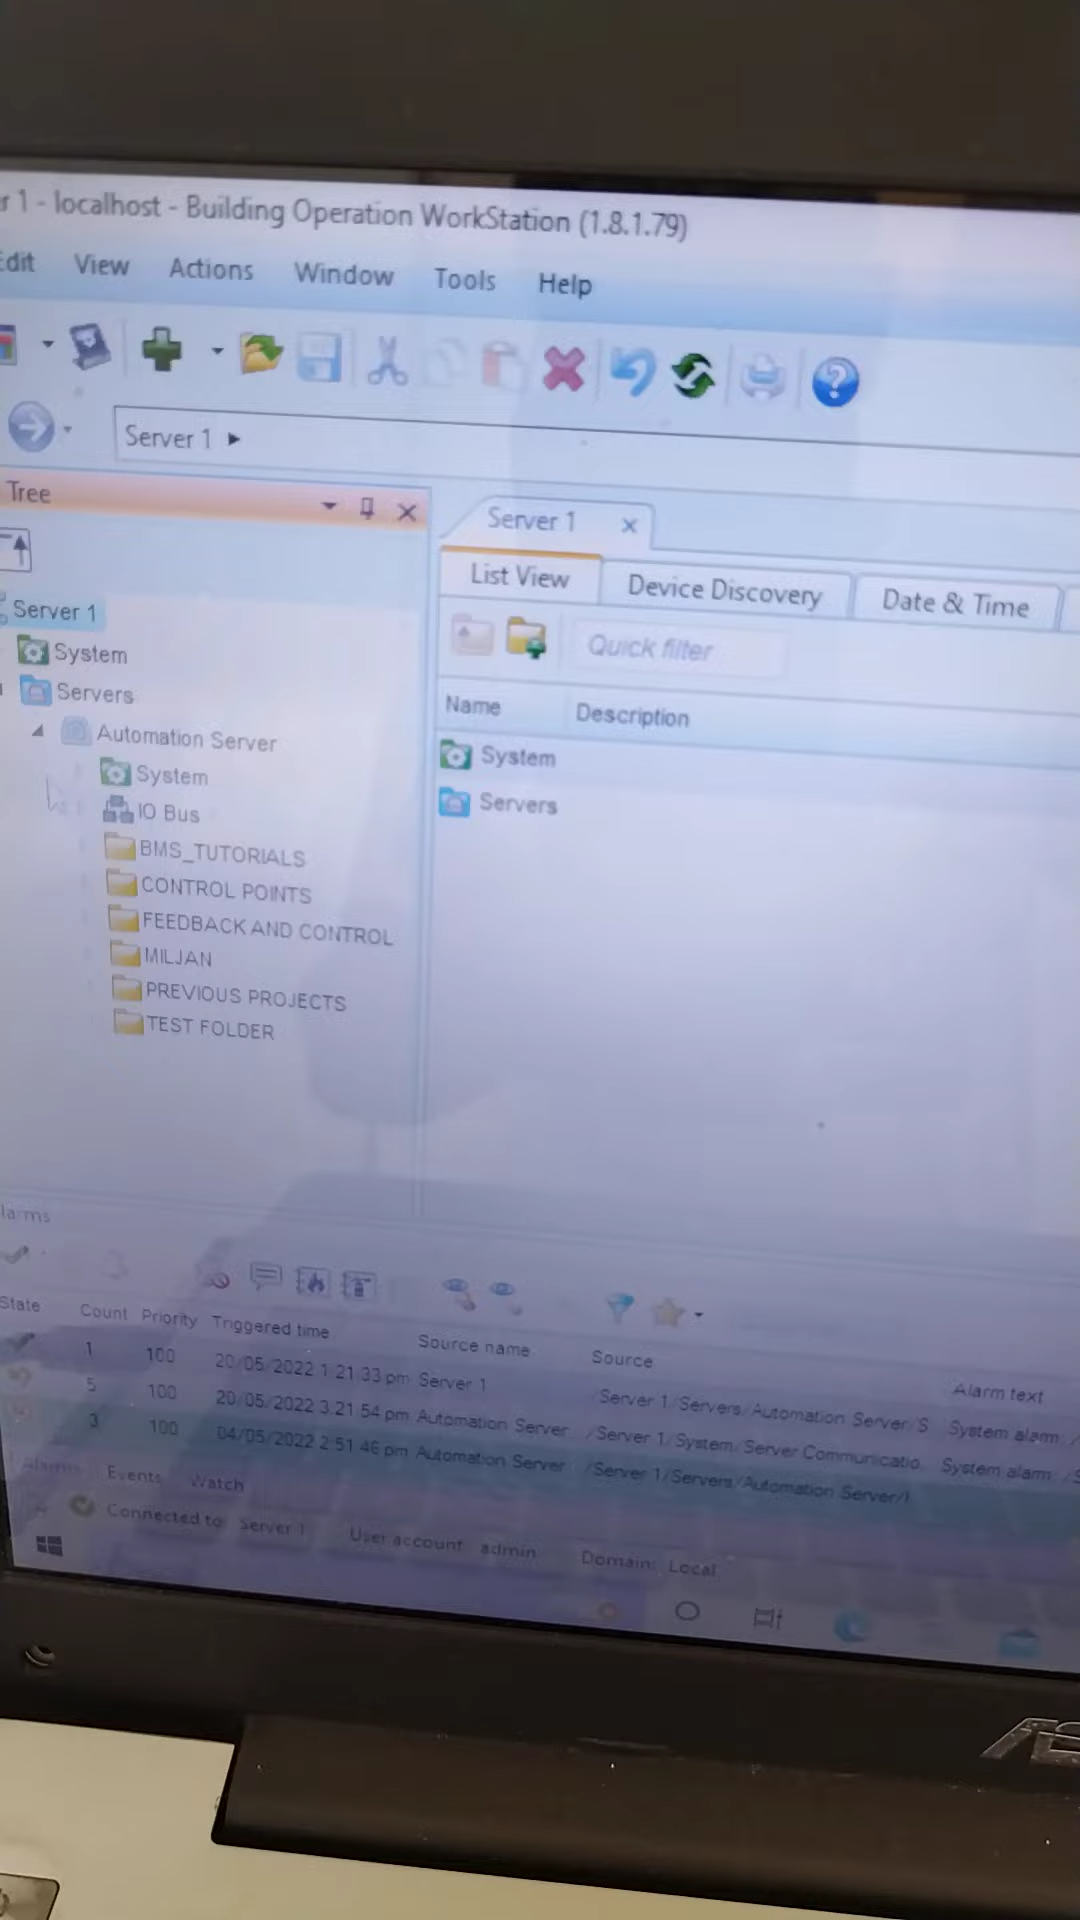 r 1 - localhost - Building Operation WorkStation (1.8.1.79)
Edit View Actions Window Tools Help
Server 1
Tree
Server 1
List View Device Discovery Date & Time
Quick filter
Name Description
System
Servers
Server 1
System
Servers
Automation Server
System
IO Bus
BMS_TUTORIALS
CONTROL POINTS
FEEDBACK AND CONTROL
MILJAN
PREVIOUS PROJECTS
TEST FOLDER
larms
State Count Priority Triggered time Source name Source Alarm text
1 100 20/05/2022 1:21:33 pm Server 1 /Server 1/Servers/Automation Server/S System alarm: /
5 100 20/05/2022 3:21:54 pm Automation Server /Server 1/System/Server Communicatio System alarm: /S
3 100 04/05/2022 2:51:46 pm Automation Server /Server 1/Servers/Automation Server/I
Alarms Events Watch
Connected to Server 1 User account admin Domain: Local